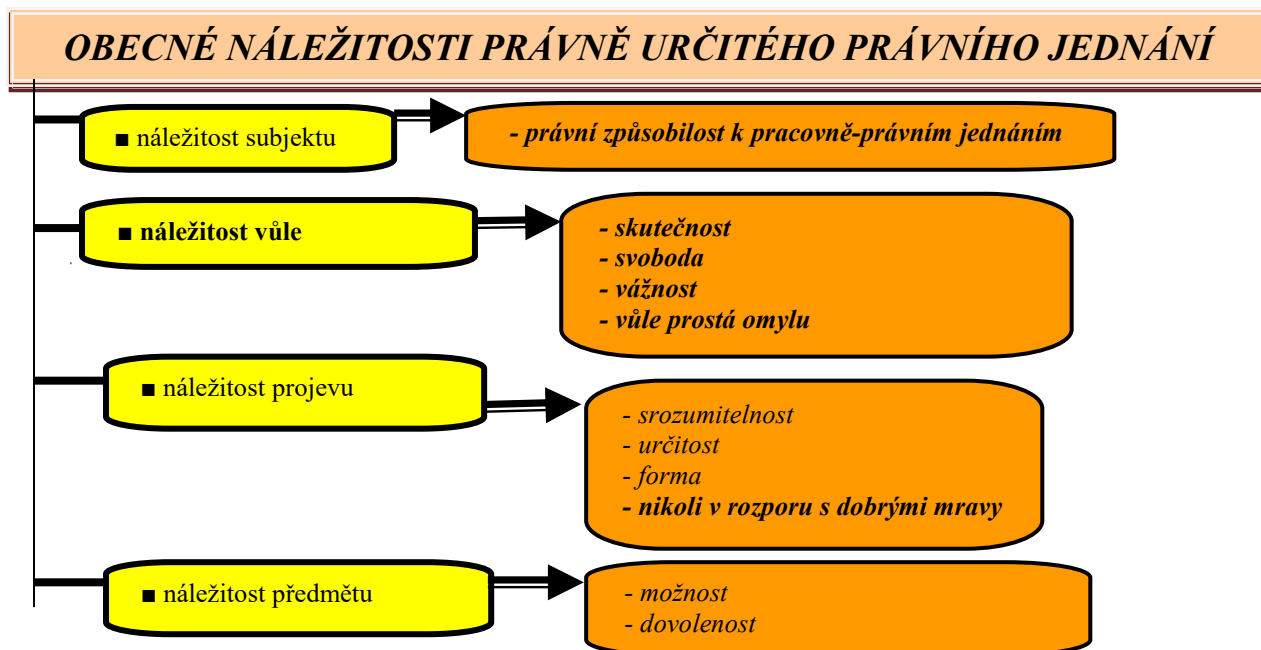 OBECNÉ NÁLEŽITOSTI PRÁVNĚ URČITÉHO PRÁVNÍHO JEDNÁNÍ
■ náležitost subjektu
- právní způsobilost k pracovně-právním jednáním
■ náležitost vůle
- skutečnost
- svoboda
- vážnost
- vůle prostá omylu
■ náležitost projevu
- srozumitelnost
- určitost
- forma
- nikoli v rozporu s dobrými mravy
■ náležitost předmětu
- možnost
- dovolenost